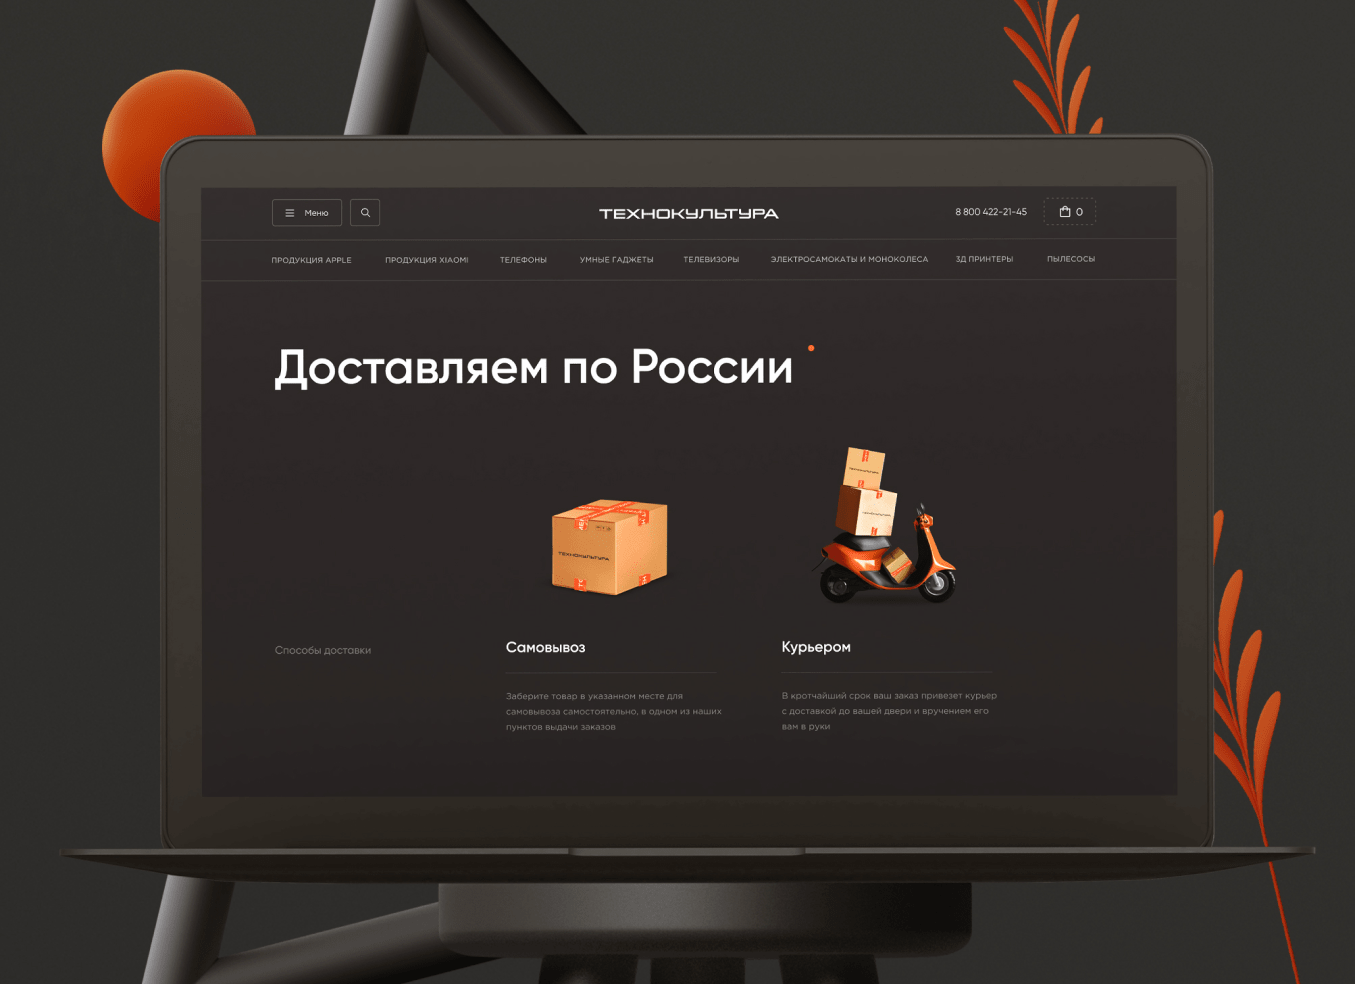 Меню
ТЕХНОКУЛЬТУРА
8 800 422-21-45
0
ПРОДУКЦИЯ APPLE
ПРОДУКЦИЯ XIAOMI
ТЕЛЕФОНЫ
УМНЫЕ ГАДЖЕТЫ
ТЕЛЕВИЗОРЫ
ЭЛЕКТРОСАМОКАТЫ И МОНОКОЛЕСА
3Д ПРИНТЕРЫ
ПЫЛЕСОСЫ
Доставляем по России
ТЕХНОКУЛЬТУРА
ТЕХНОКУЛЬТУРА
ТЕХНОКУЛЬТУРА
Способы доставки
Самовывоз
Заберите товар в указанном месте для
самовывоза самостоятельно, в одном из наших
пунктов выдачи заказов
Курьером
В кротчайший срок ваш заказ привезет курьер
с доставкой до вашей двери и вручением его
вам в руки